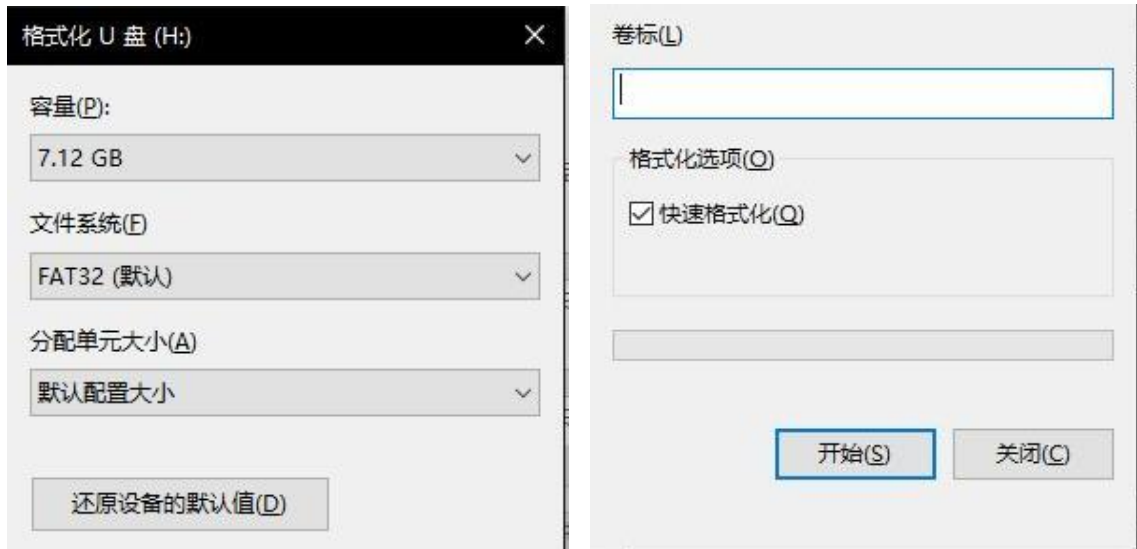 格式化 U 盘 (H:)
容量(P):
7.12 GB
文件系统(F)
FAT32 (默认)
分配单元大小(A)
默认配置大小
还原设备的默认值(D)
卷标(L)
格式化选项(O)
快速格式化(Q)
开始(S)
关闭(C)